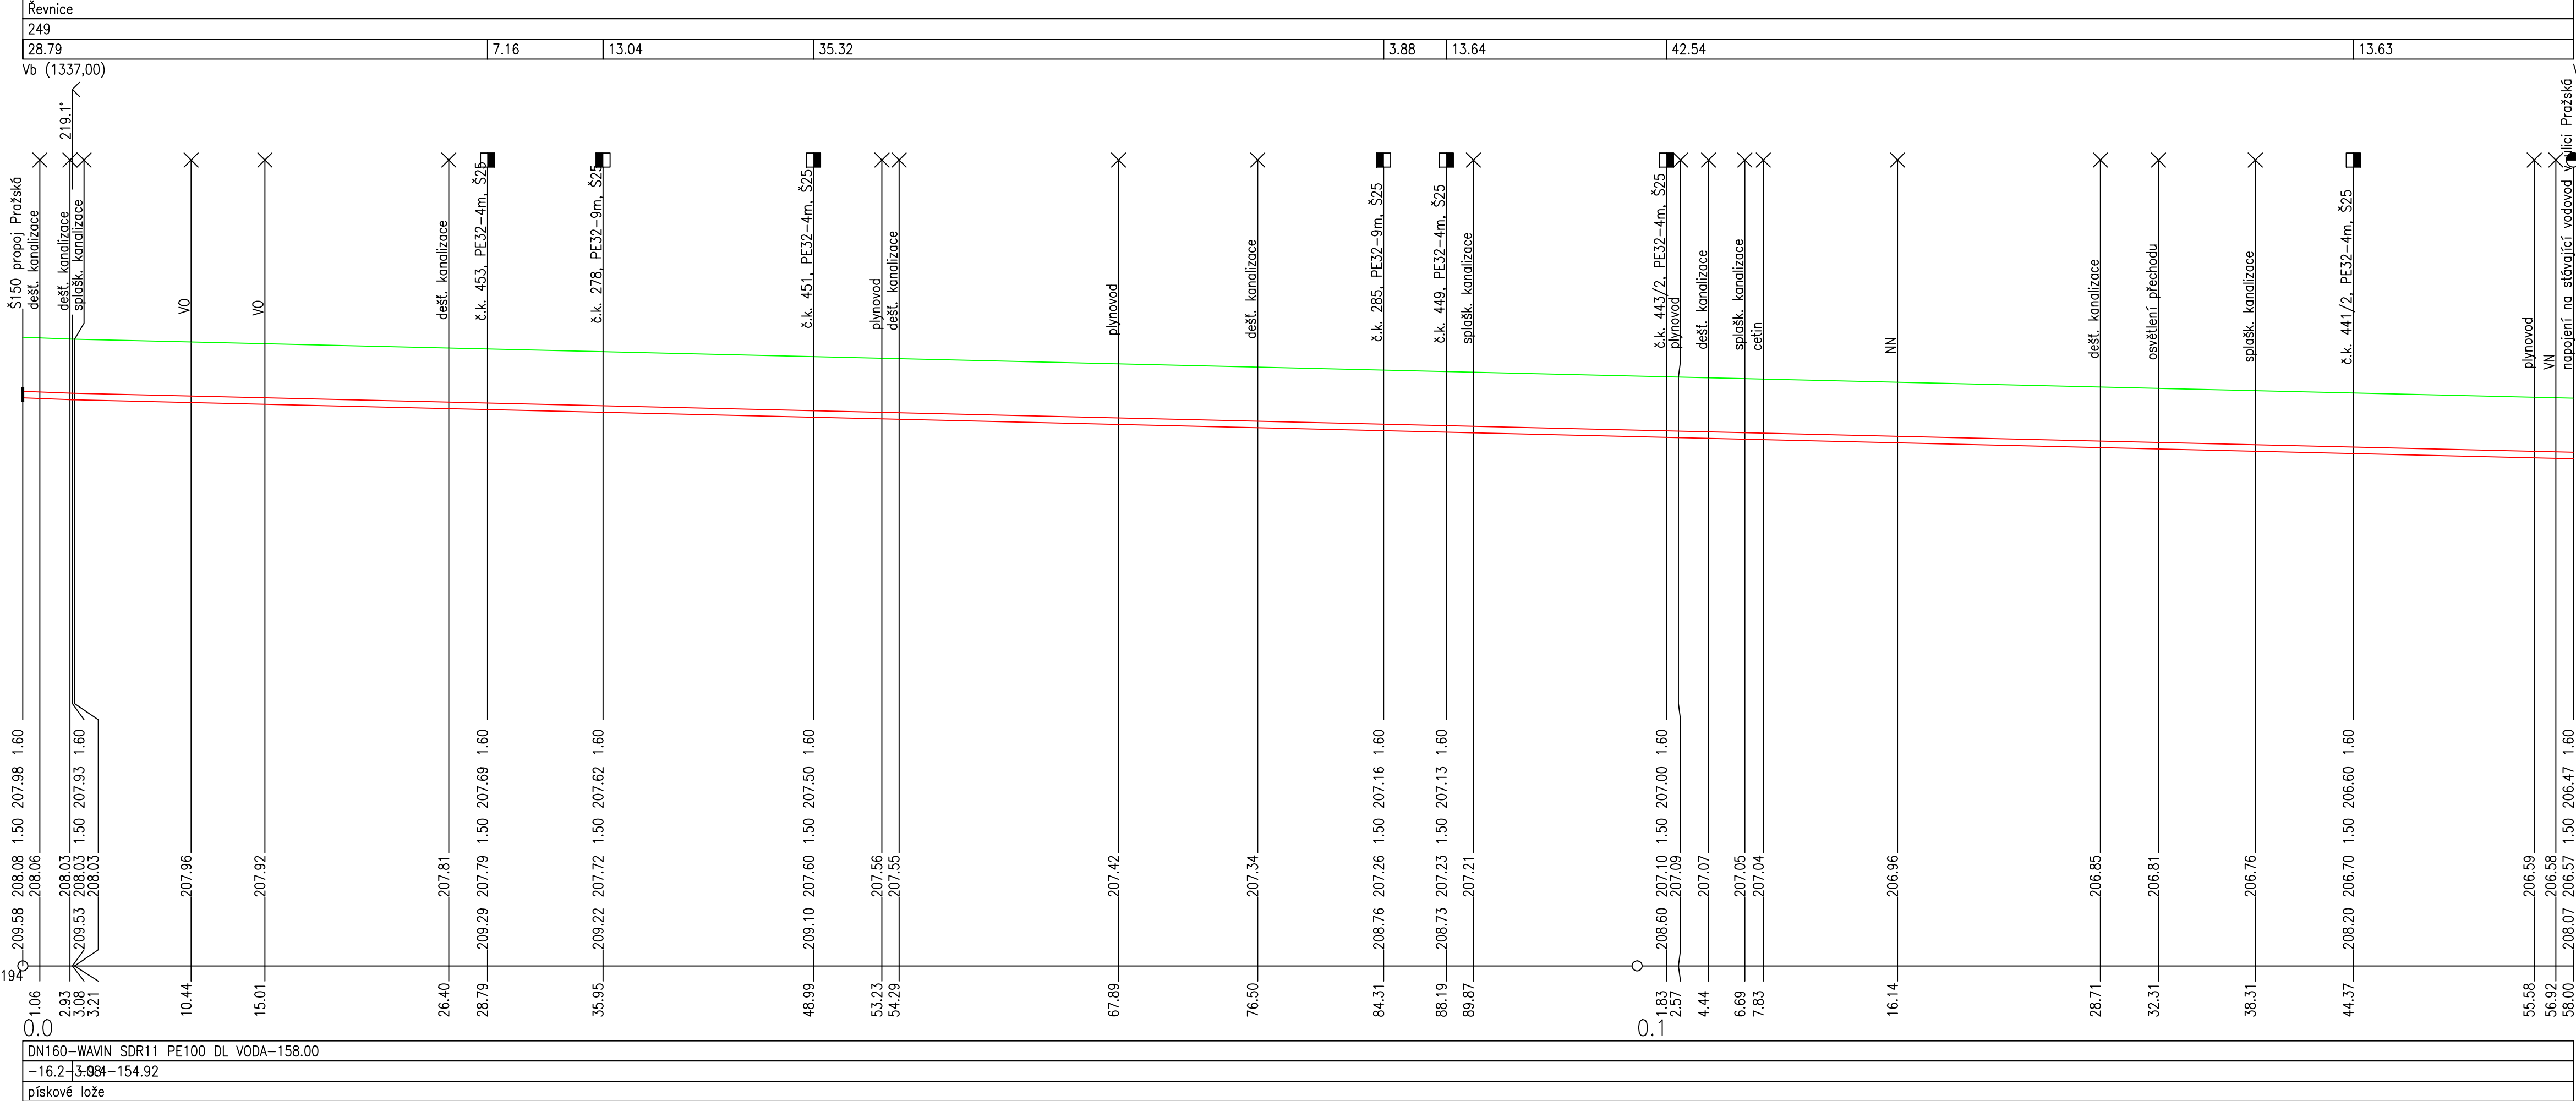 Řevnice
249
28.79 7.16 13.04 35.32 3.88 13.64 42.54 13.63
Vb (1337,00)
219.1°
Š150 propoj Pražská
dešť. kanalizace
dešť. kanalizace
splašk. kanalizace
VO
VO
dešť. kanalizace
č.k. 453, PE32-4m, Š25
č.k. 278, PE32-9m, Š25
č.k. 451, PE32-4m, Š25
plynovod
dešť. kanalizace
plynovod
dešť. kanalizace
č.k. 285, PE32-9m, Š25
č.k. 449, PE32-4m, Š25
splašk. kanalizace
č.k. 443/2, PE32-4m, Š25
plynovod
dešť. kanalizace
splašk. kanalizace
cetin
NN
dešť. kanalizace
osvětlení přechodu
splašk. kanalizace
č.k. 441/2, PE32-4m, Š25
plynovod
VN
napojení na stávající vodovod v ulici Pražská
209.58 208.08 1.50 207.98 1.60
208.06
208.03
209.53 208.03 1.50 207.93 1.60
208.03
207.96
207.92
207.81
209.29 207.79 1.50 207.69 1.60
209.22 207.72 1.50 207.62 1.60
209.10 207.60 1.50 207.50 1.60
207.56
207.55
207.42
207.34
208.76 207.26 1.50 207.16 1.60
208.73 207.23 1.50 207.13 1.60
207.21
208.60 207.10 1.50 207.00 1.60
207.09
207.07
207.05
207.04
206.96
206.85
206.81
206.76
208.20 206.70 1.50 206.60 1.60
206.59
206.58
208.07 206.57 1.50 206.47 1.60
194
1.06
2.93
3.08
3.21
10.44
15.01
26.40
28.79
35.95
48.99
53.23
54.29
67.89
76.50
84.31
88.19
89.87
1.83
2.57
4.44
6.69
7.83
16.14
28.71
32.31
38.31
44.37
55.58
56.92
58.00
0.0 0.1
DN160-WAVIN SDR11 PE100 DL VODA-158.00
-16.2-3.08 -154.92
pískové lože